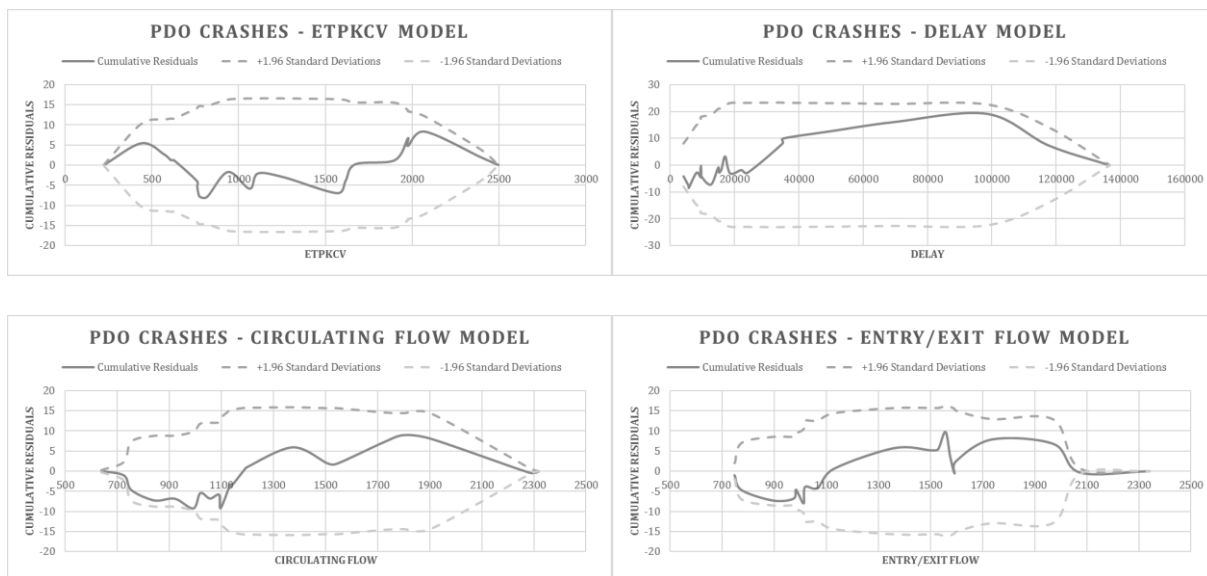 PDO CRASHES - ETPKCV MODEL
Cumulative Residuals +1.96 Standard Deviations -1.96 Standard Deviations
CUMULATIVE RESIDUALS
20
15
10
5
0
-5
-10
-15
-20
0 500 1000 1500 2000 2500 3000
ETPKCV
PDO CRASHES - DELAY MODEL
Cumulative Residuals +1.96 Standard Deviations -1.96 Standard Deviations
CUMULATIVE RESIDUALS
30
20
10
0
-10
-20
-30
0 20000 40000 60000 80000 100000 120000 140000 160000
DELAY
PDO CRASHES - CIRCULATING FLOW MODEL
Cumulative Residuals +1.96 Standard Deviations -1.96 Standard Deviations
CUMULATIVE RESIDUALS
20
15
10
5
0
-5
-10
-15
-20
500 700 900 1100 1300 1500 1700 1900 2100 2300 2500
CIRCULATING FLOW
PDO CRASHES - ENTRY/EXIT FLOW MODEL
Cumulative Residuals +1.96 Standard Deviations -1.96 Standard Deviations
CUMULATIVE RESIDUALS
20
15
10
5
0
-5
-10
-15
-20
500 700 900 1100 1300 1500 1700 1900 2100 2300 2500
ENTRY/EXIT FLOW